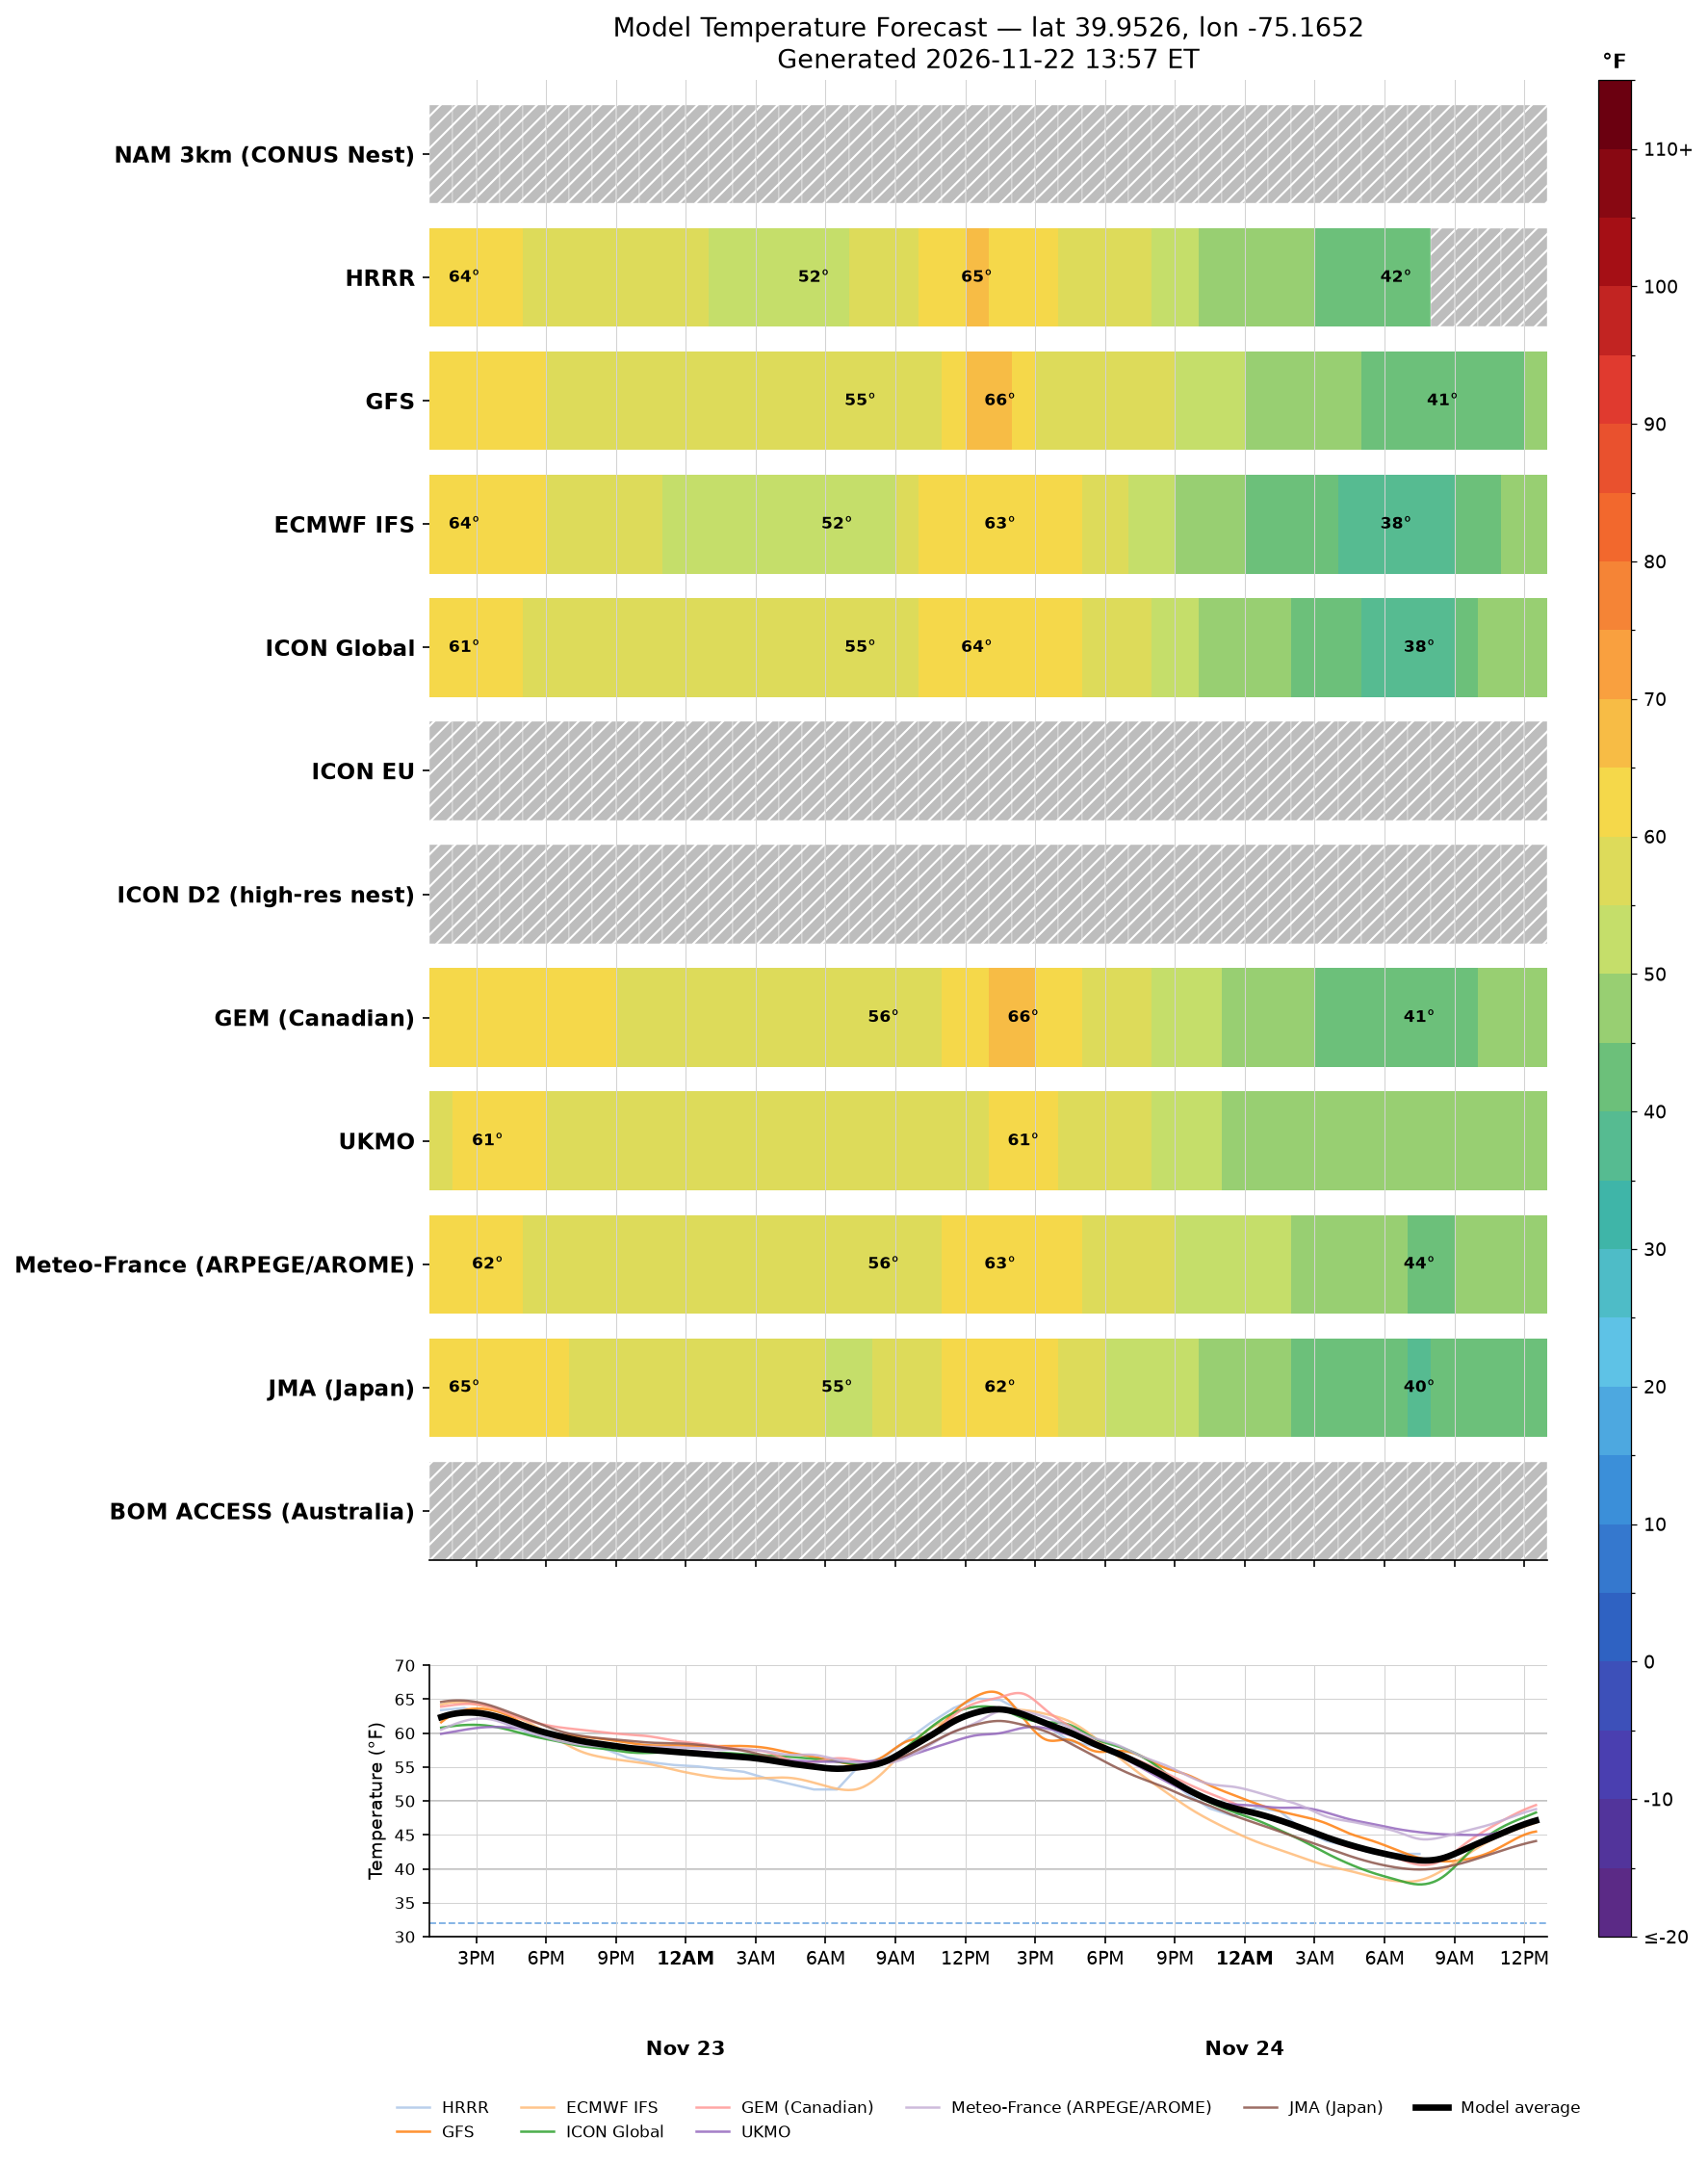 Model Temperature Forecast — lat 39.9526, lon -75.1652
Generated 2026-11-22 13:57 ET
°F
NAM 3km (CONUS Nest)
HRRR
64° 52° 65° 42°
GFS
55° 66° 41°
ECMWF IFS
64° 52° 63° 38°
ICON Global
61° 55° 64° 38°
ICON EU
ICON D2 (high-res nest)
GEM (Canadian)
56° 66° 41°
UKMO
61° 61°
Meteo-France (ARPEGE/AROME)
62° 56° 63° 44°
JMA (Japan)
65° 55° 62° 40°
BOM ACCESS (Australia)
110+
100
90
80
70
60
50
40
30
20
10
0
-10
≤-20
Temperature (°F)
70
65
60
55
50
45
40
35
30
3PM 6PM 9PM 12AM 3AM 6AM 9AM 12PM 3PM 6PM 9PM 12AM 3AM 6AM 9AM 12PM
Nov 23 Nov 24
HRRR ECMWF IFS GEM (Canadian) Meteo-France (ARPEGE/AROME) JMA (Japan) Model average
GFS ICON Global UKMO